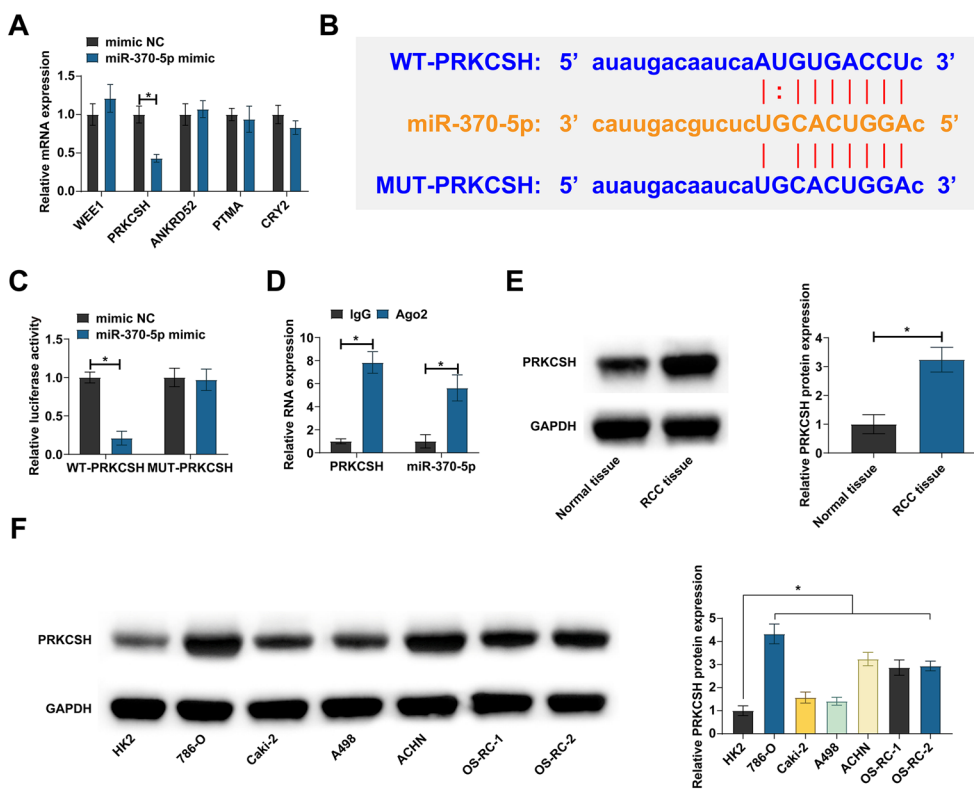 A
mimic NC
miR-370-5p mimic
Relative mRNA expression
1.5
1.0
0.5
0.0
*
WEE1
PRKCSH
ANKRD52
PTMA
CRY2
B
WT-PRKCSH: 5’ auaugacaaucaAUGUGACCUc 3’
miR-370-5p: 3’ cauugacgucucUGCACUGGAc 5’
MUT-PRKCSH: 5’ auaugacaaucaUGCACUGGAc 3’
C
mimic NC
miR-370-5p mimic
Relative luciferase activity
1.5
1.0
0.5
0.0
*
WT-PRKCSH MUT-PRKCSH
D
IgG Ago2
Relative RNA expression
10
8
6
4
2
0
* *
PRKCSH miR-370-5p
E
PRKCSH
GAPDH
Normal tissue
RCC tissue
Relative PRKCSH protein expression
4
3
2
1
0
*
Normal tissue
RCC tissue
F
PRKCSH
GAPDH
HK2
786-O
Caki-2
A498
ACHN
OS-RC-1
OS-RC-2
Relative PRKCSH protein expression
5
4
3
2
1
0
*
HK2
786-O
Caki-2
A498
ACHN
OS-RC-1
OS-RC-2